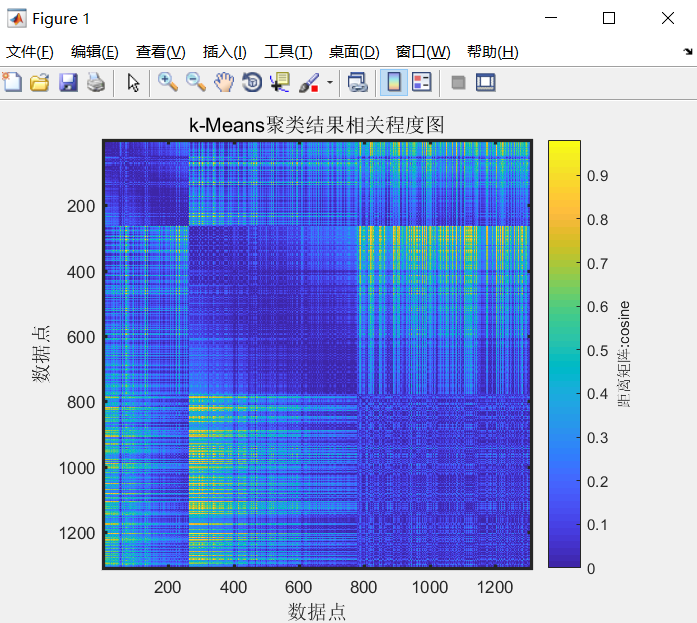 Figure 1
文件(F) 编辑(E) 查看(V) 插入(I) 工具(T) 桌面(D) 窗口(W) 帮助(H)
k-Means聚类结果相关程度图
200
400
600
800
1000
1200
数据点
200 400 600 800 1000 1200
数据点
0.9
0.8
0.7
0.6
0.5
0.4
0.3
0.2
0.1
0
距离矩阵:cosine